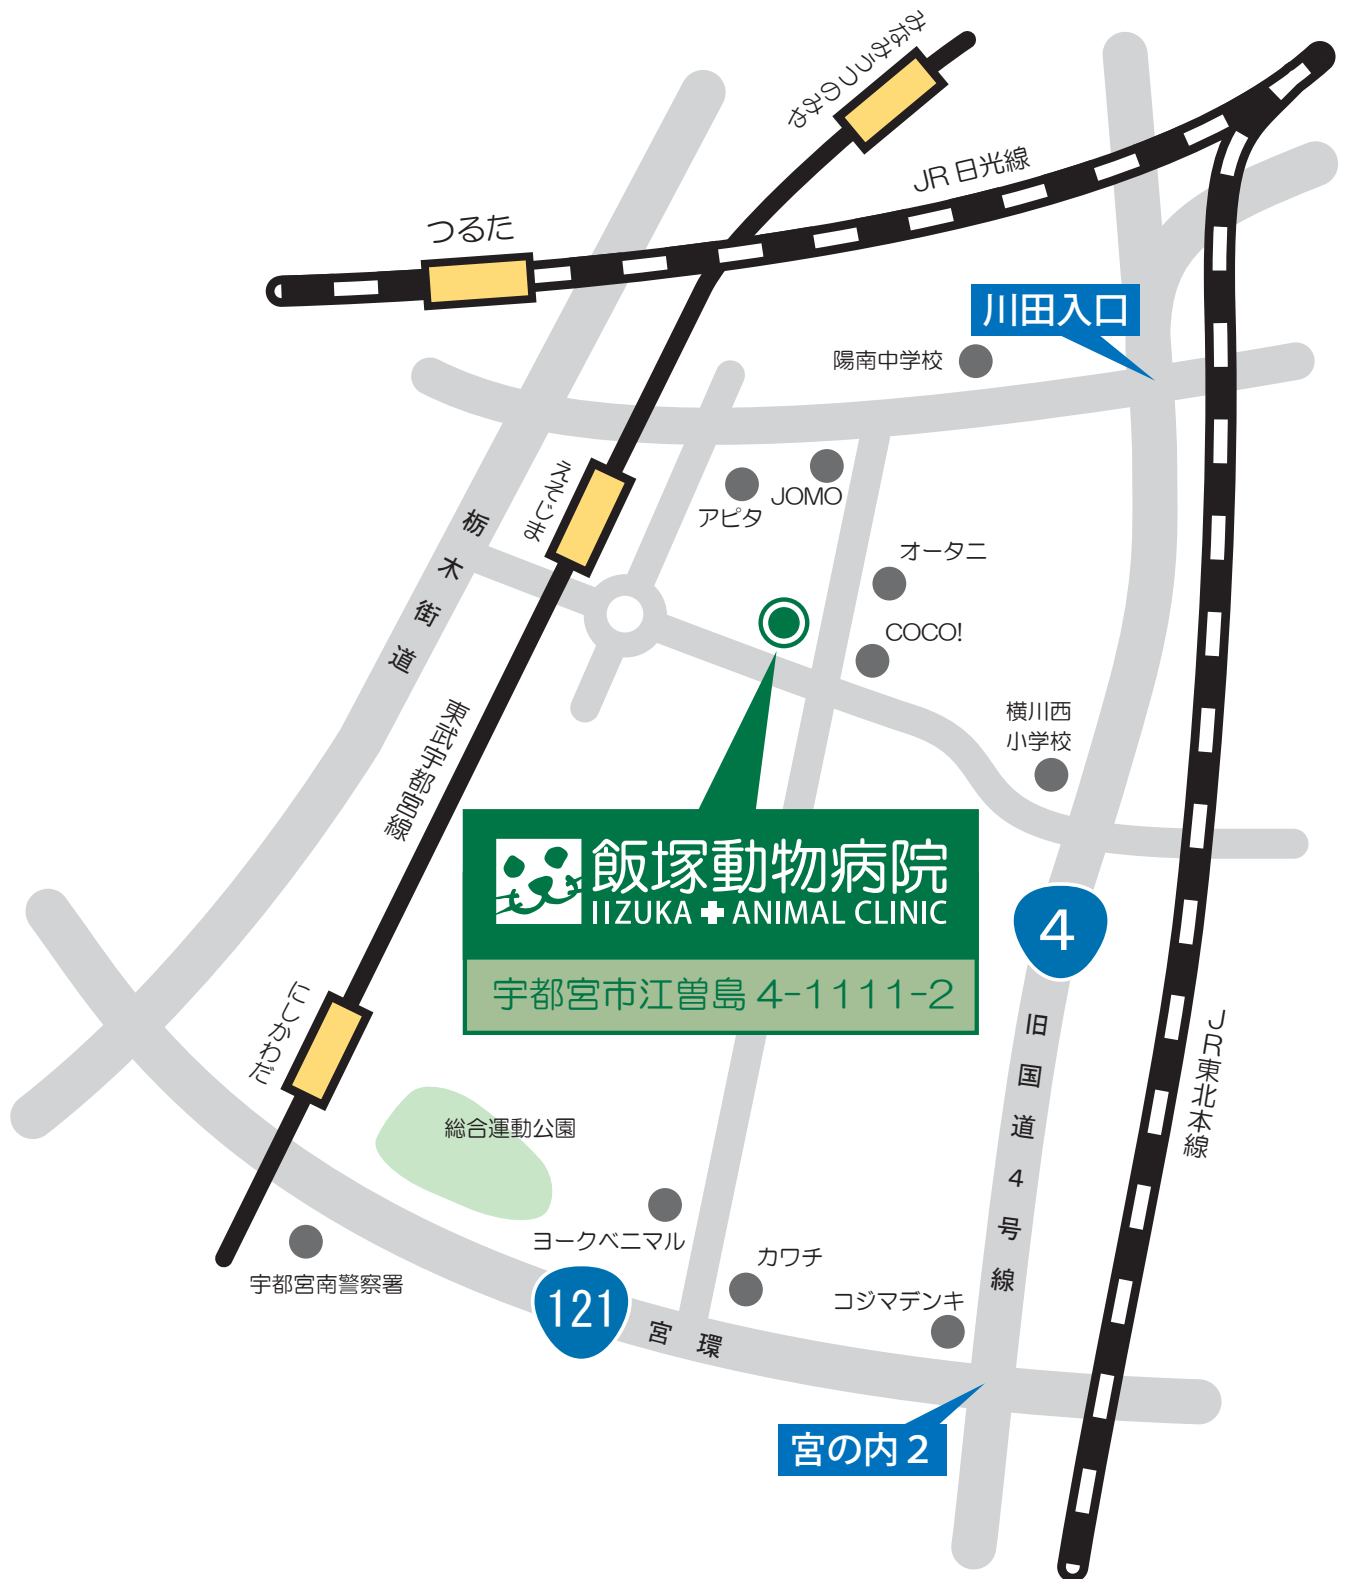 みなみうつのみや
JR 日光線
つるた
川田入口
陽南中学校
えそじま
アピタ
JOMO
オータニ
COCO!
栃木街道
東武宇都宮線
横川西
小学校
飯塚動物病院
IIZUKA ✚ ANIMAL CLINIC
宇都宮市江曽島 4-1111-2
4
旧国道4号線
JR東北本線
にしかわだ
総合運動公園
ヨークベニマル
宇都宮南警察署
121
宮環
カワチ
コジマデンキ
宮の内 2